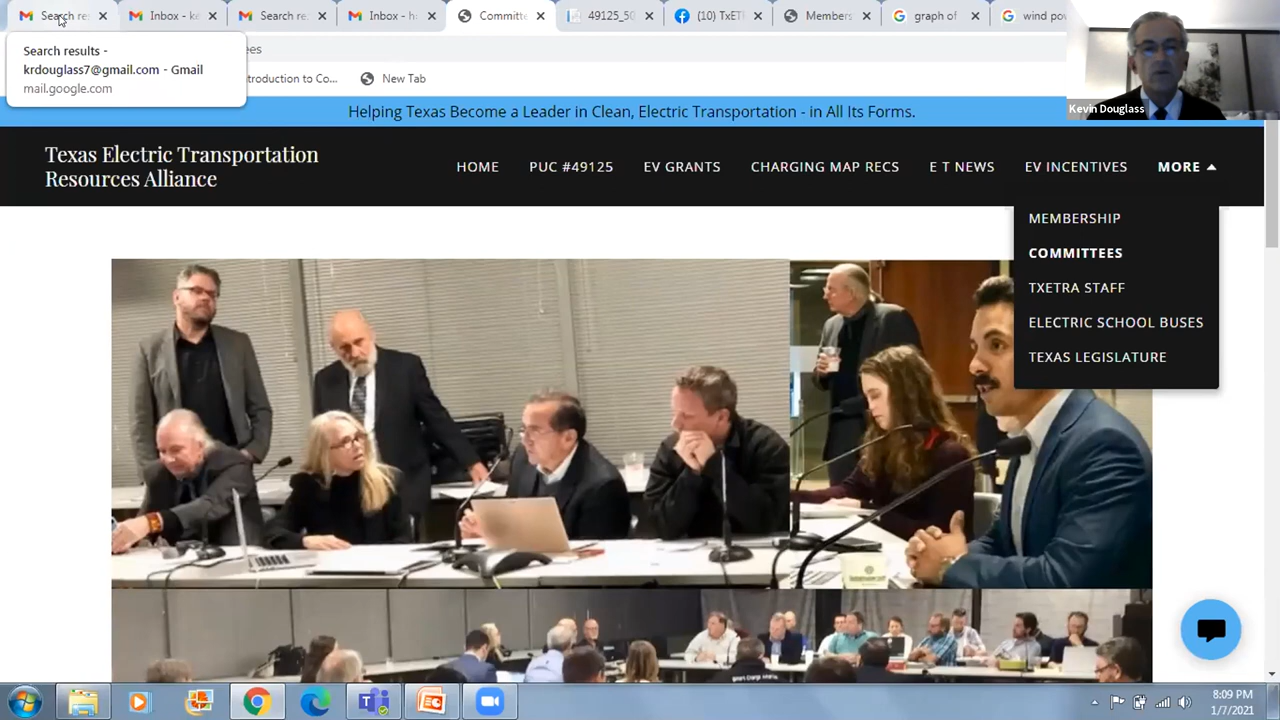 Search re
Inbox - ke
Search re
Inbox - h
Committe
49125_50
(10) TxET
Members
graph of
wind po
Search results -
krdouglass7@gmail.com - Gmail
mail.google.com
ees
troduction to Co...
New Tab
Kevin Douglass
Helping Texas Become a Leader in Clean, Electric Transportation - in All Its Forms.
Texas Electric Transportation
Resources Alliance
HOME PUC #49125 EV GRANTS CHARGING MAP RECS E T NEWS EV INCENTIVES MORE
MEMBERSHIP
COMMITTEES
TXETRA STAFF
ELECTRIC SCHOOL BUSES
TEXAS LEGISLATURE
8:09 PM
1/7/2021